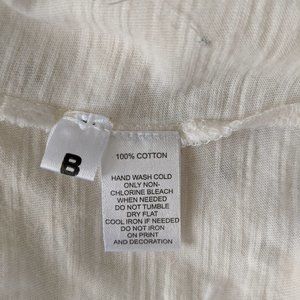 B
100% COTTON
HAND WASH COLD
ONLY NON-
CHLORINE BLEACH
WHEN NEEDED
DO NOT TUMBLE
DRY FLAT
COOL IRON IF NEEDED
DO NOT IRON
ON PRINT
AND DECORATION